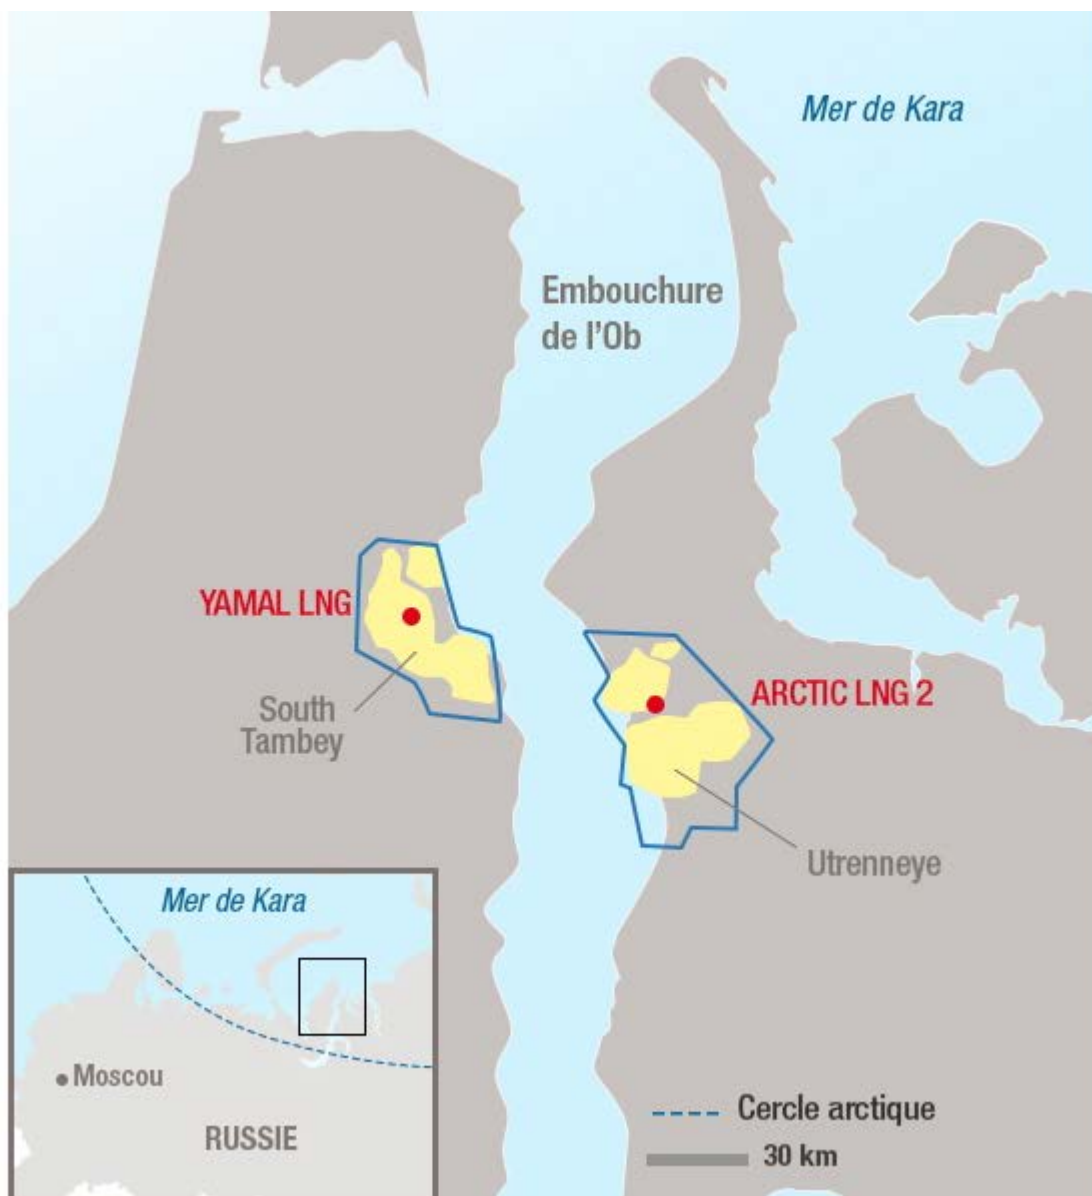 Mer de Kara
Embouchure
de l'Ob
YAMAL LNG
South
Tambey
ARCTIC LNG 2
Utrenneye
Mer de Kara
Moscou
RUSSIE
Cercle arctique
30 km